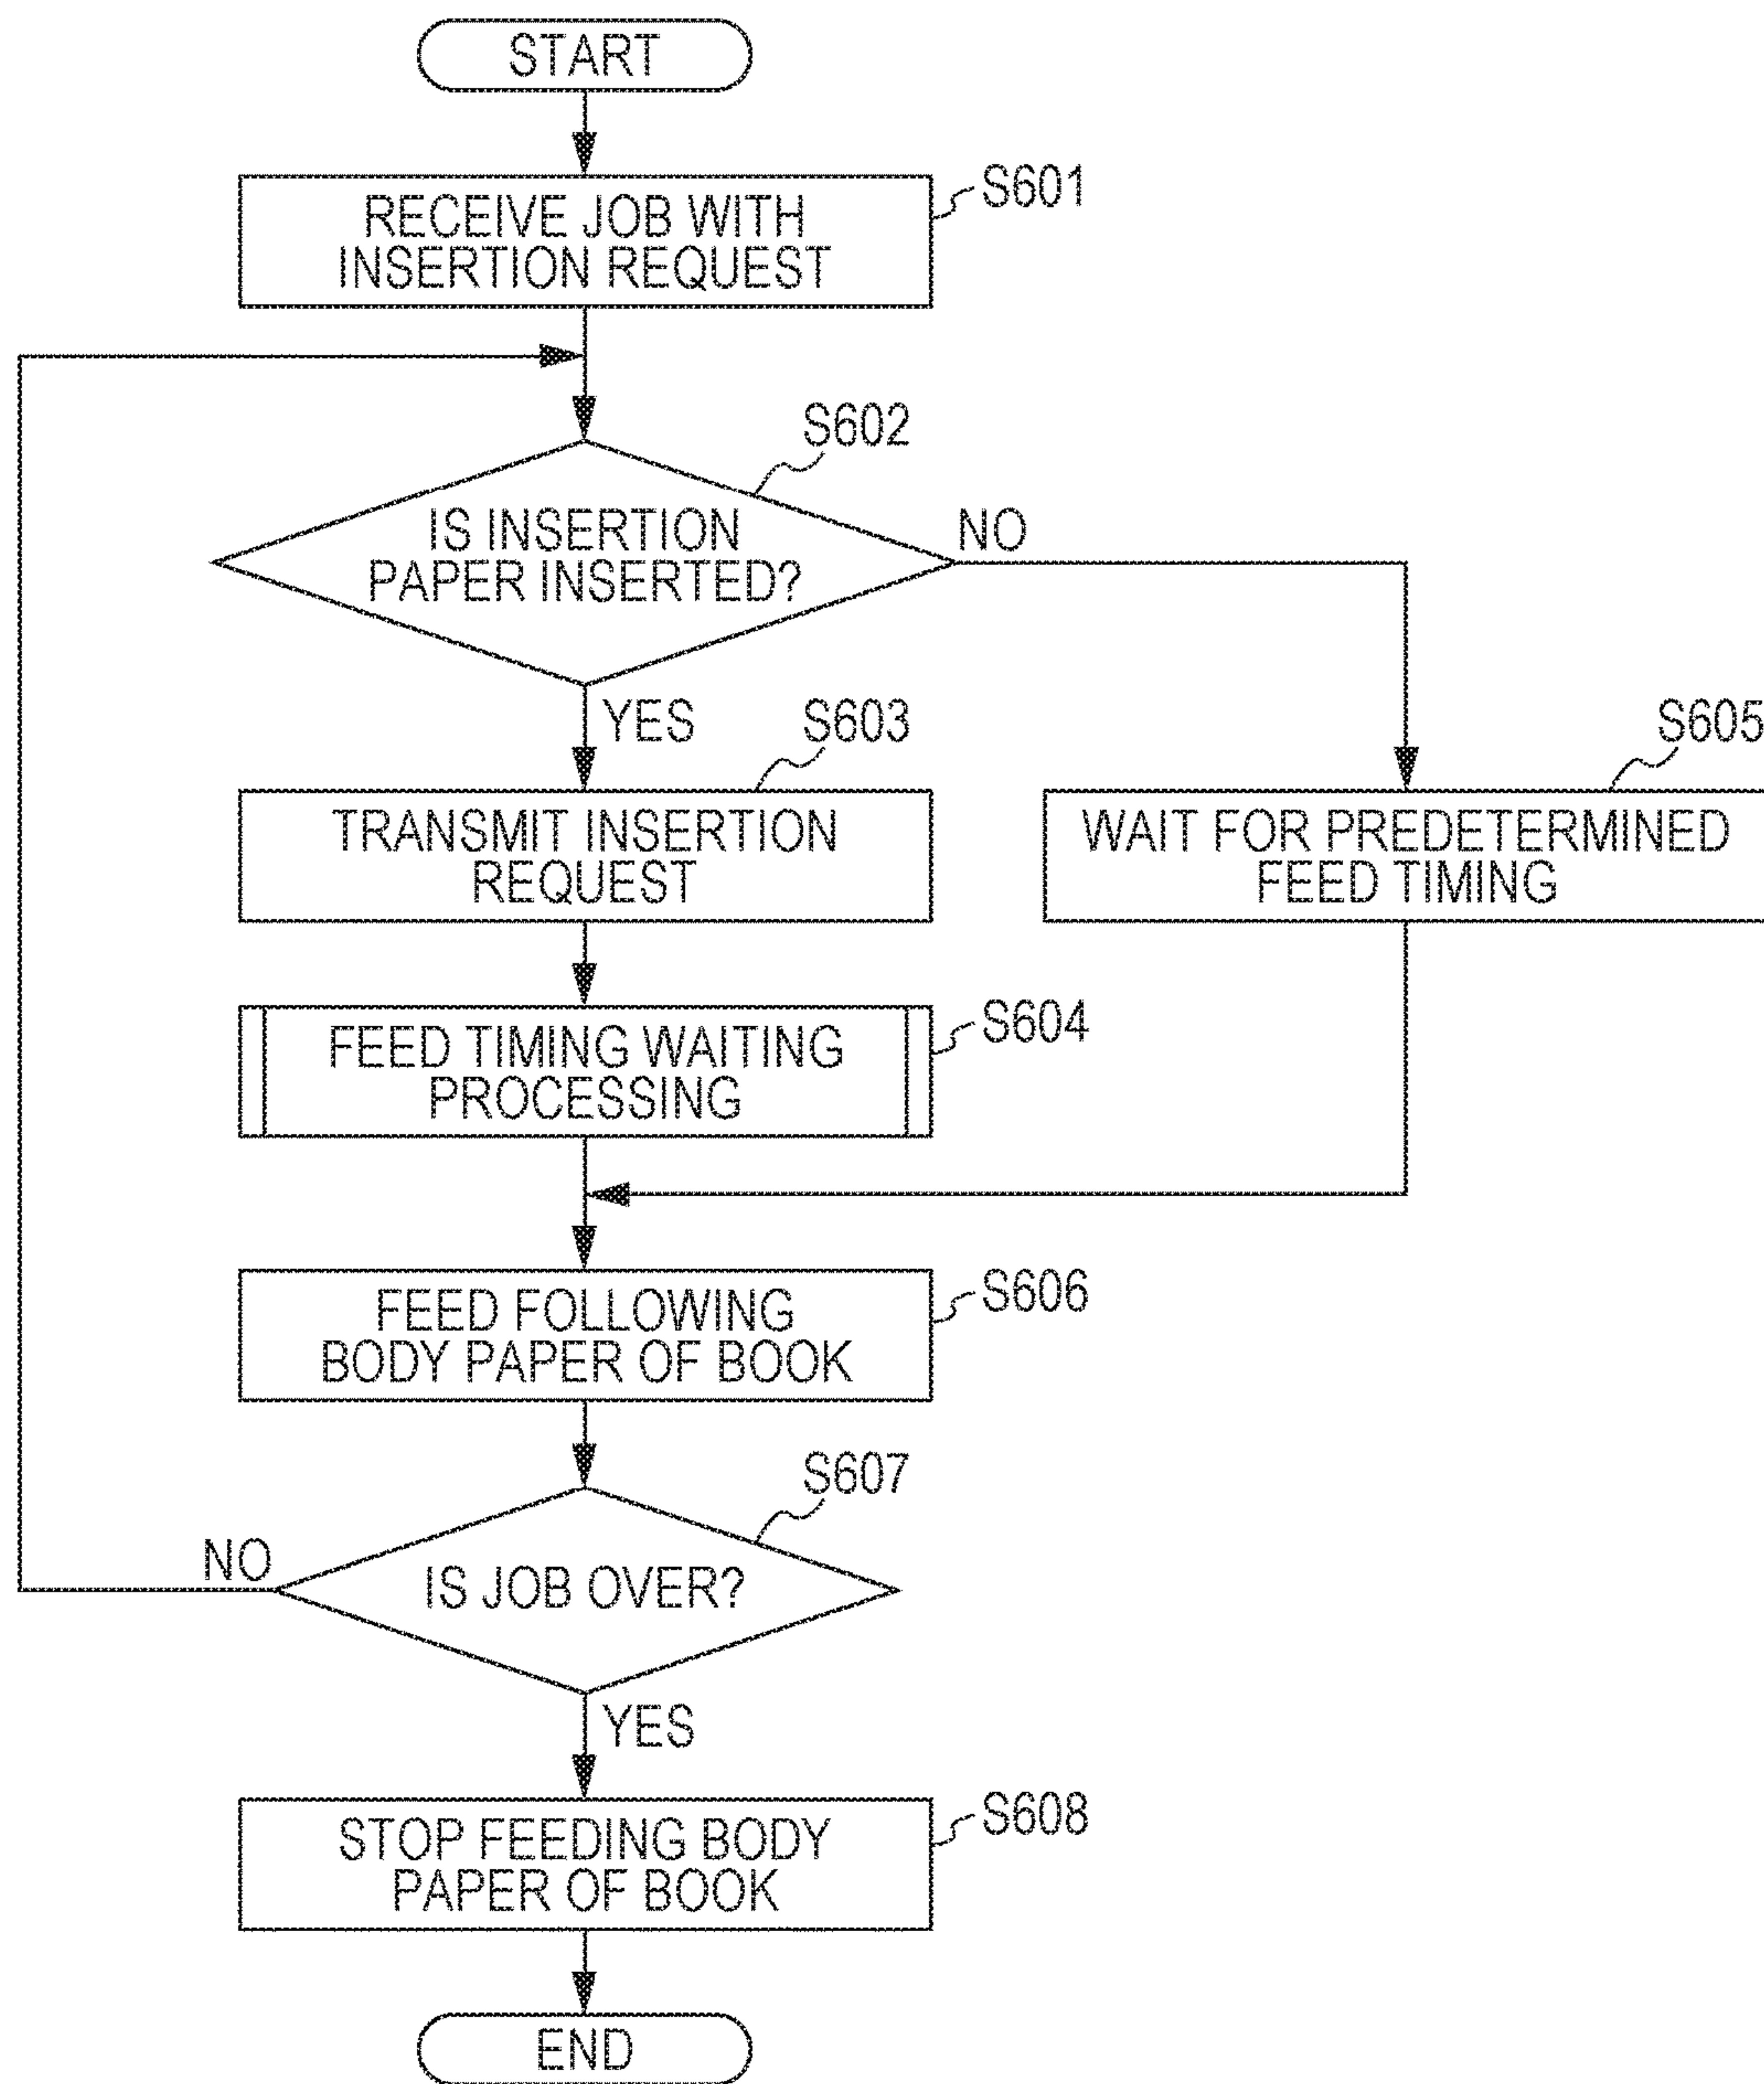 START
RECEIVE JOB WITH
INSERTION REQUEST
S601
S602
IS INSERTION
PAPER INSERTED?
NO
YES
S603
S605
TRANSMIT INSERTION
REQUEST
WAIT FOR PREDETERMINED
FEED TIMING
FEED TIMING WAITING
PROCESSING
S604
FEED FOLLOWING
BODY PAPER OF BOOK
S606
S607
NO
IS JOB OVER?
YES
STOP FEEDING BODY
PAPER OF BOOK
S608
END